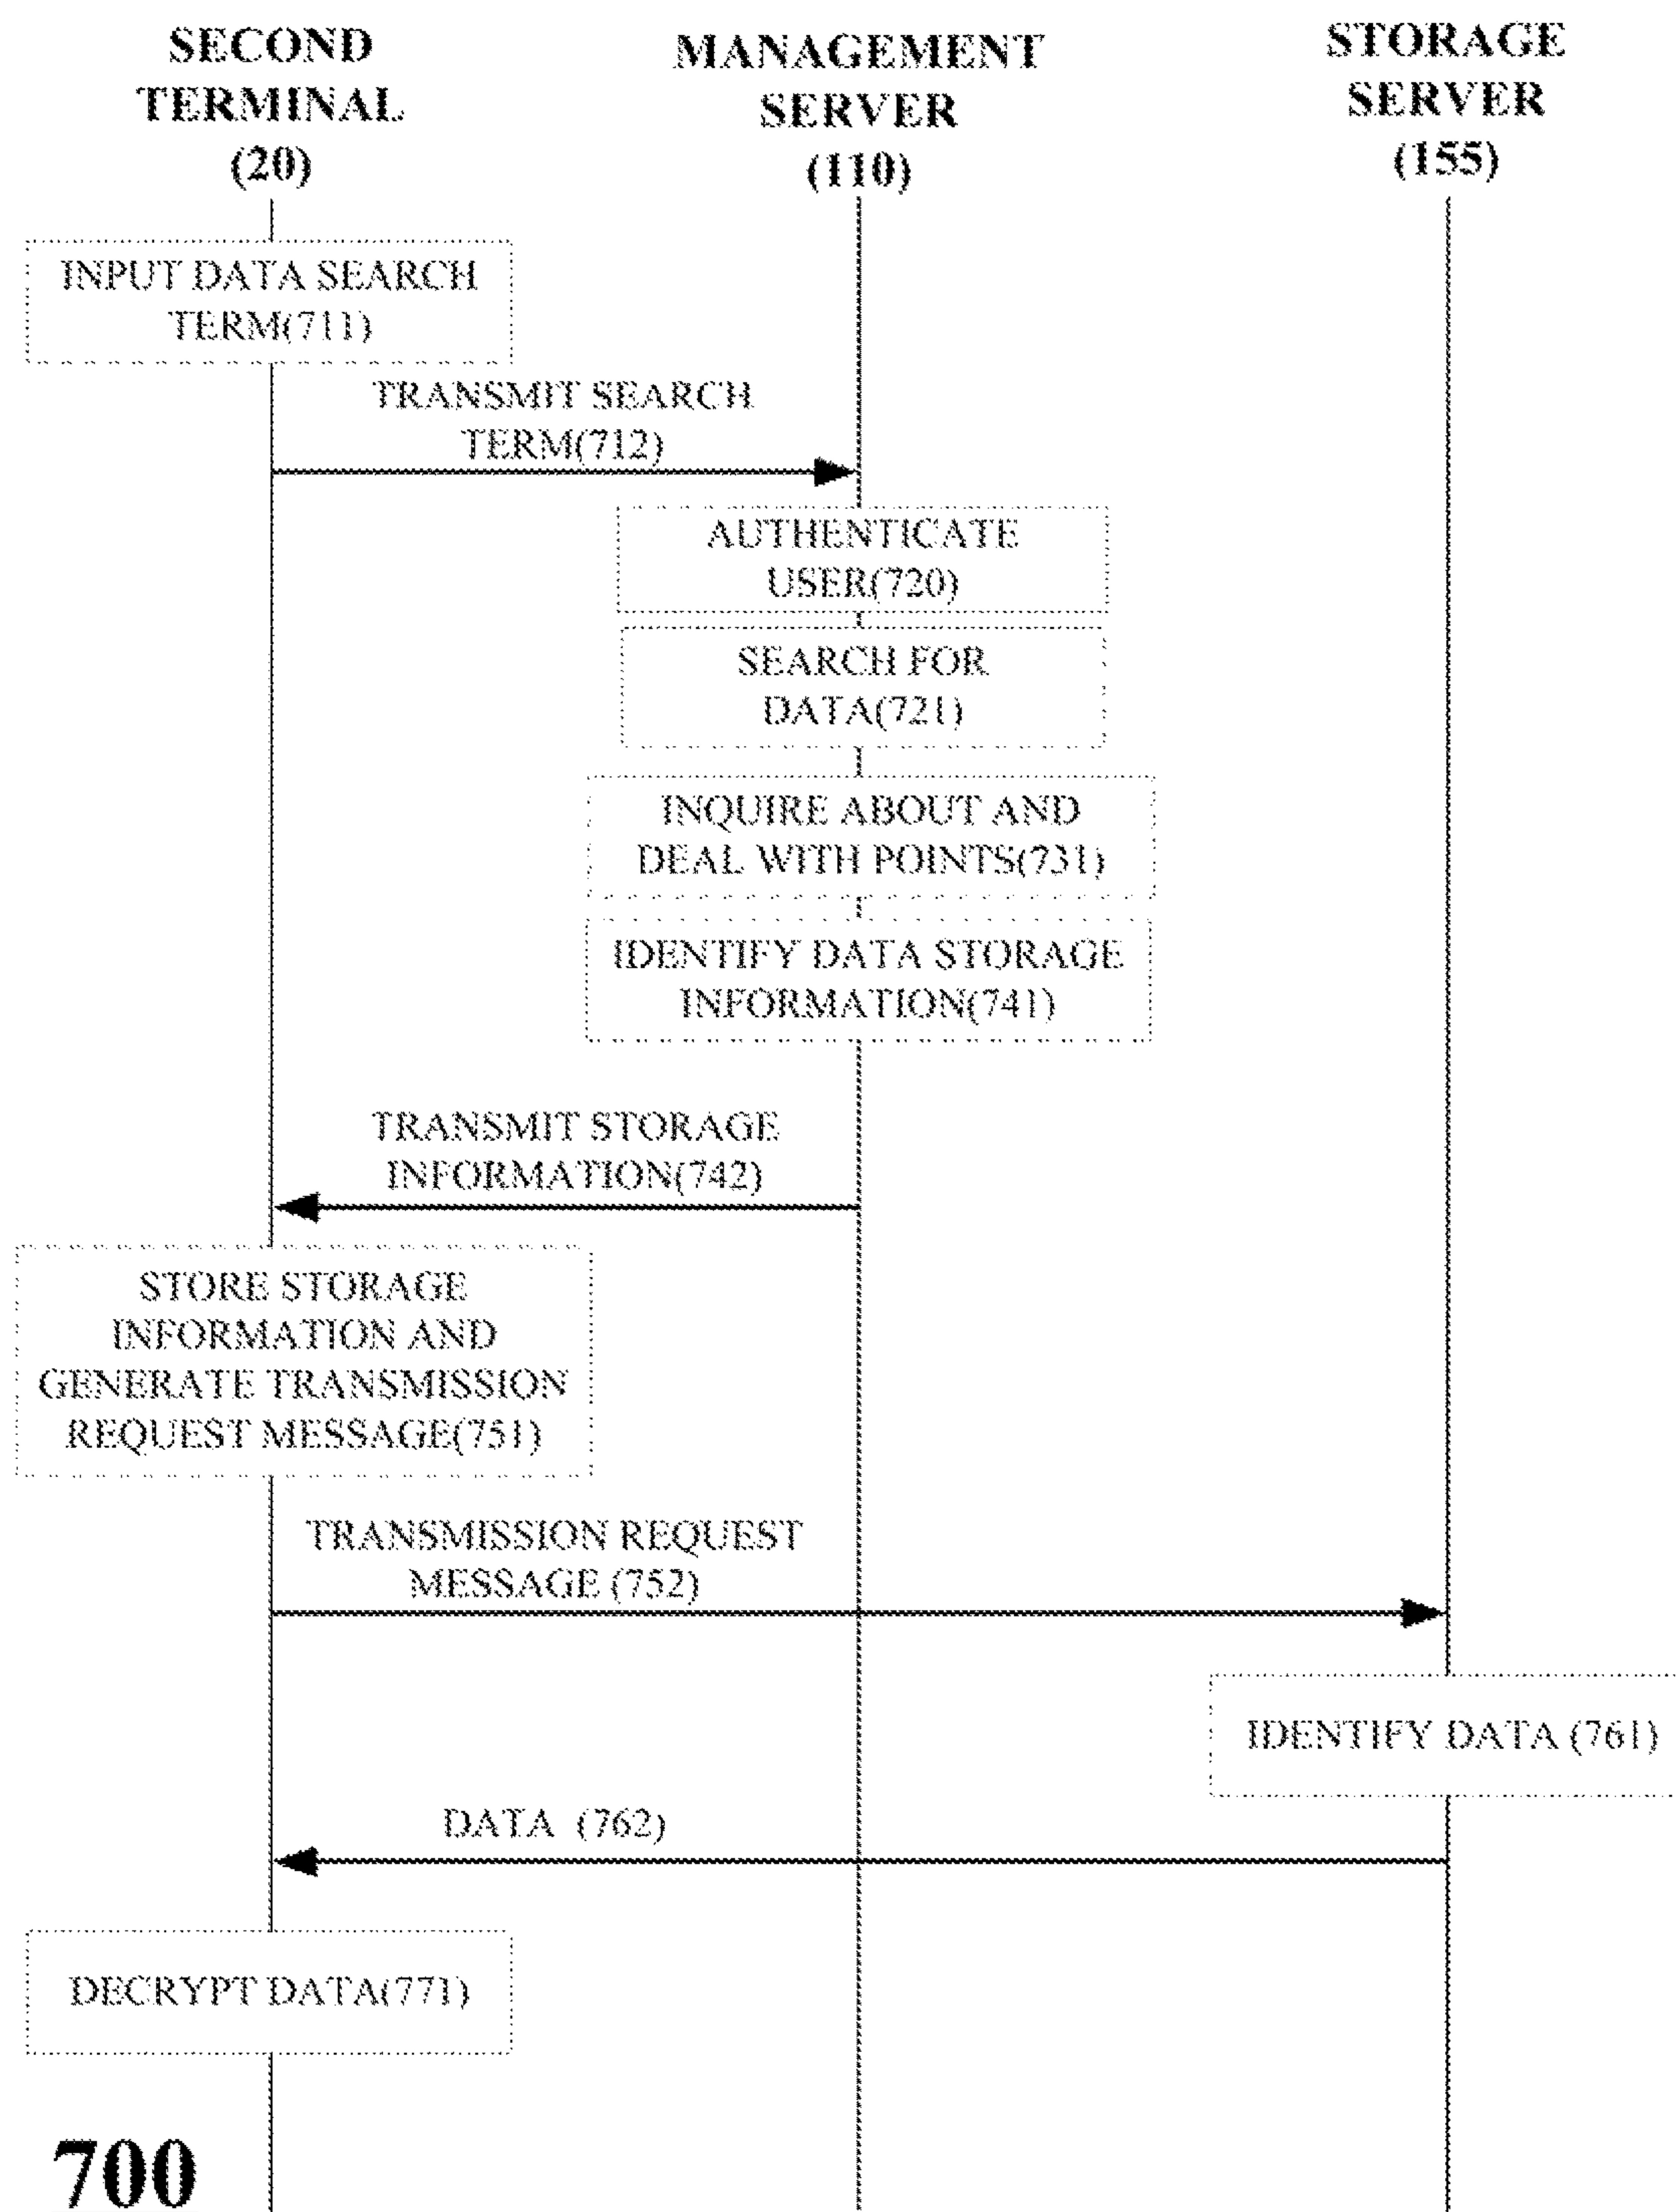 SECOND
TERMINAL
(20)
MANAGEMENT
SERVER
(110)
STORAGE
SERVER
(155)
INPUT DATA SEARCH
TERM(711)
TRANSMIT SEARCH
TERM(712)
AUTHENTICATE
USER(720)
SEARCH FOR
DATA(721)
INQUIRE ABOUT AND
DEAL WITH POINTS(731)
IDENTIFY DATA STORAGE
INFORMATION(741)
TRANSMIT STORAGE
INFORMATION(742)
STORE STORAGE
INFORMATION AND
GENERATE TRANSMISSION
REQUEST MESSAGE(751)
TRANSMISSION REQUEST
MESSAGE (752)
IDENTIFY DATA (761)
DATA (762)
DECRYPT DATA(771)
700